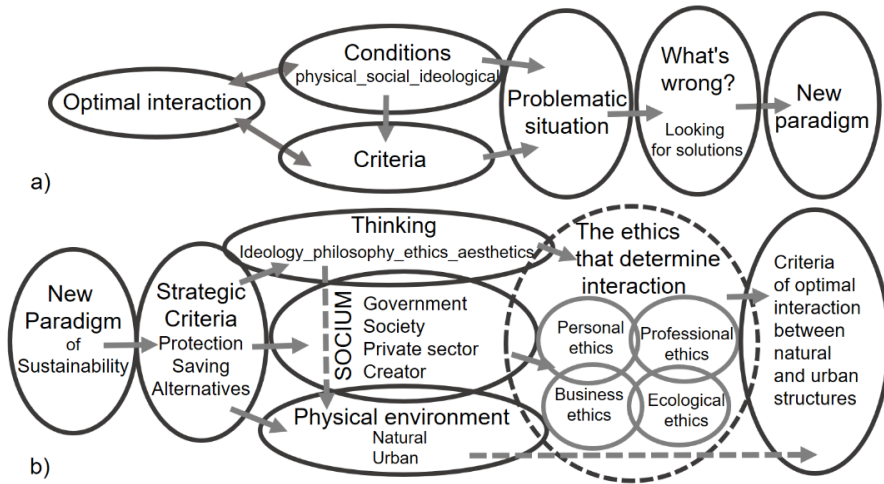 Optimal interaction
Conditions
physical_social_ideological
Criteria
Problematic
situation
What's
wrong?
Looking
for solutions
New
paradigm
a)
New
Paradigm
of
Sustainability
Strategic
Criteria
Protection
Saving
Alternatives
Thinking
Ideology_philosophy_ethics_aesthetics
SOCIUM
Government
Society
Private sector
Creator
Physical environment
Natural
Urban
The ethics
that determine
interaction
Personal
ethics
Professional
ethics
Business
ethics
Ecological
ethics
Criteria
of optimal
interaction
between
natural
and urban
structures
b)